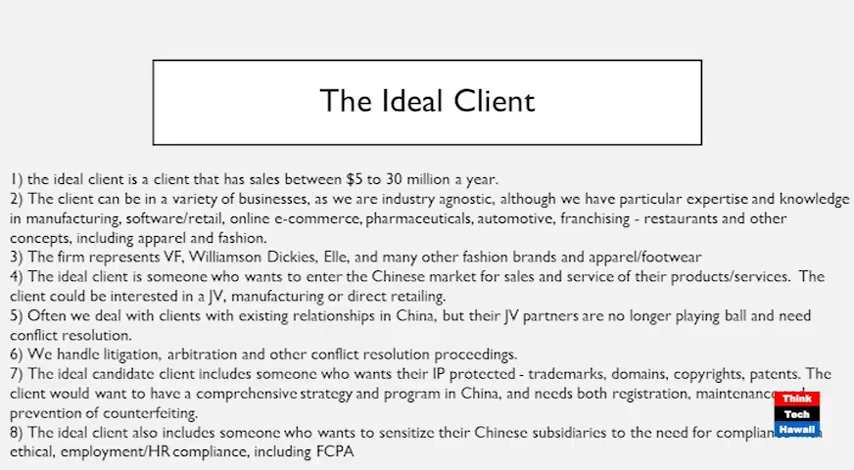 The Ideal Client
1) the ideal client is a client that has sales between $5 to 30 million a year.
2) The client can be in a variety of businesses, as we are industry agnostic, although we have particular expertise and knowledge
in manufacturing, software/retail, online e-commerce, pharmaceuticals, automotive, franchising - restaurants and other
concepts, including apparel and fashion.
3) The firm represents VF, Williamson Dickies, Elle, and many other fashion brands and apparel/footwear
4) The ideal client is someone who wants to enter the Chinese market for sales and service of their products/services.  The
client could be interested in a JV, manufacturing or direct retailing.
5) Often we deal with clients with existing relationships in China, but their JV partners are no longer playing ball and need
conflict resolution.
6) We handle litigation, arbitration and other conflict resolution proceedings.
7) The ideal candidate client includes someone who wants their IP protected - trademarks, domains, copyrights, patents. The
client would want to have a comprehensive strategy and program in China, and needs both registration, maintenance
prevention of counterfeiting.
8) The ideal client also includes someone who wants to sensitize their Chinese subsidiaries to the need for
ethical, employment/HR compliance, including FCPA
Think
Tech
Hawaii